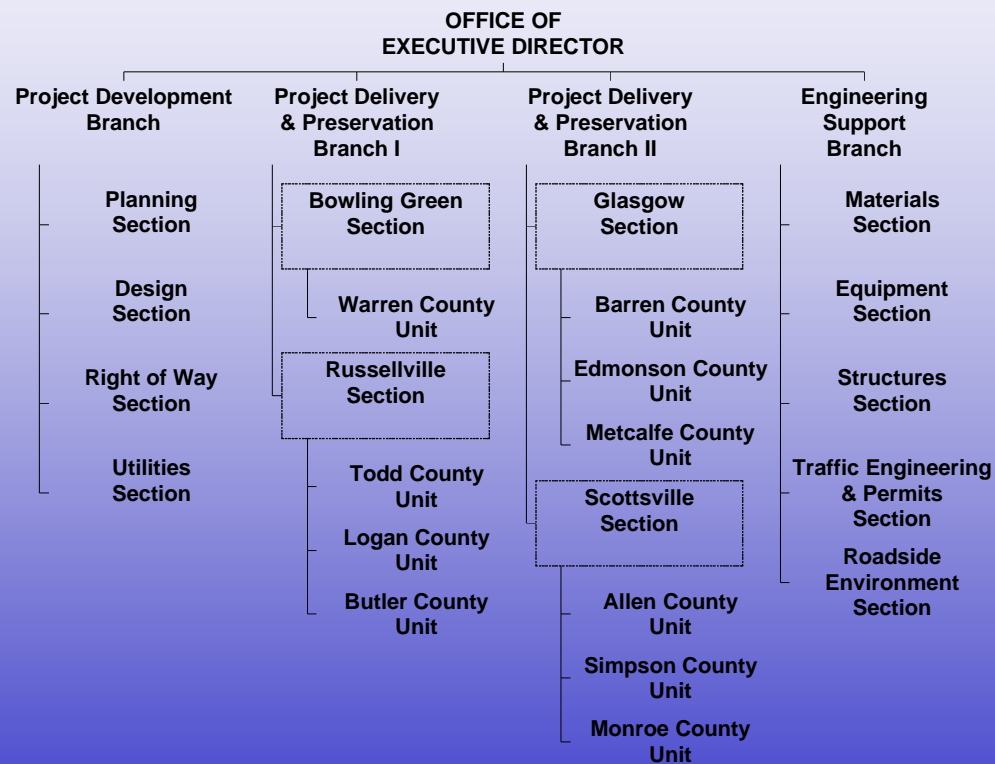 OFFICE OF
EXECUTIVE DIRECTOR
Project Development
Branch
Planning
Section
Design
Section
Right of Way
Section
Utilities
Section
Project Delivery
& Preservation
Branch I
Bowling Green
Section
Warren County
Unit
Russellville
Section
Todd County
Unit
Logan County
Unit
Butler County
Unit
Project Delivery
& Preservation
Branch II
Glasgow
Section
Barren County
Unit
Edmonson County
Unit
Metcalfe County
Unit
Scottsville
Section
Allen County
Unit
Simpson County
Unit
Monroe County
Unit
Engineering
Support
Branch
Materials
Section
Equipment
Section
Structures
Section
Traffic Engineering
& Permits
Section
Roadside
Environment
Section